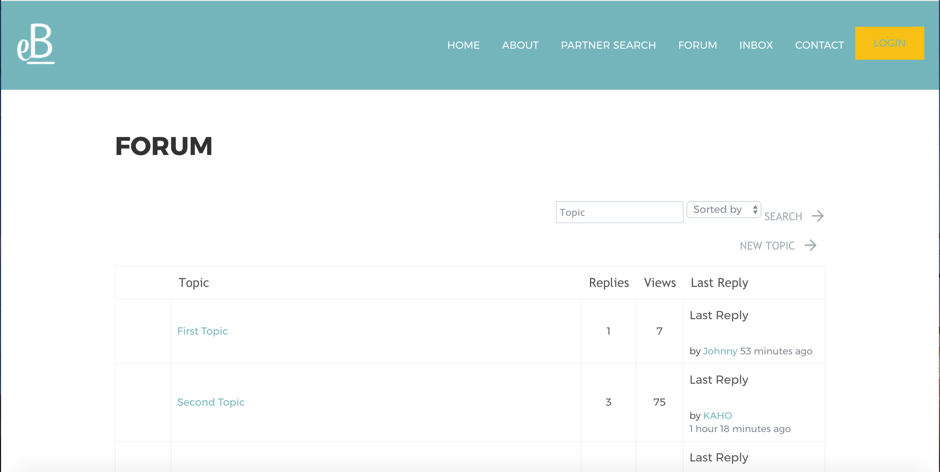 eB
HOME ABOUT PARTNER SEARCH FORUM INBOX CONTACT LOGIN
FORUM
Topic Sorted by SEARCH
NEW TOPIC
Topic Replies Views Last Reply
First Topic 1 7 Last Reply
by Johnny 53 minutes ago
Second Topic 3 75 Last Reply
by KAHO
1 hour 18 minutes ago
Last Reply